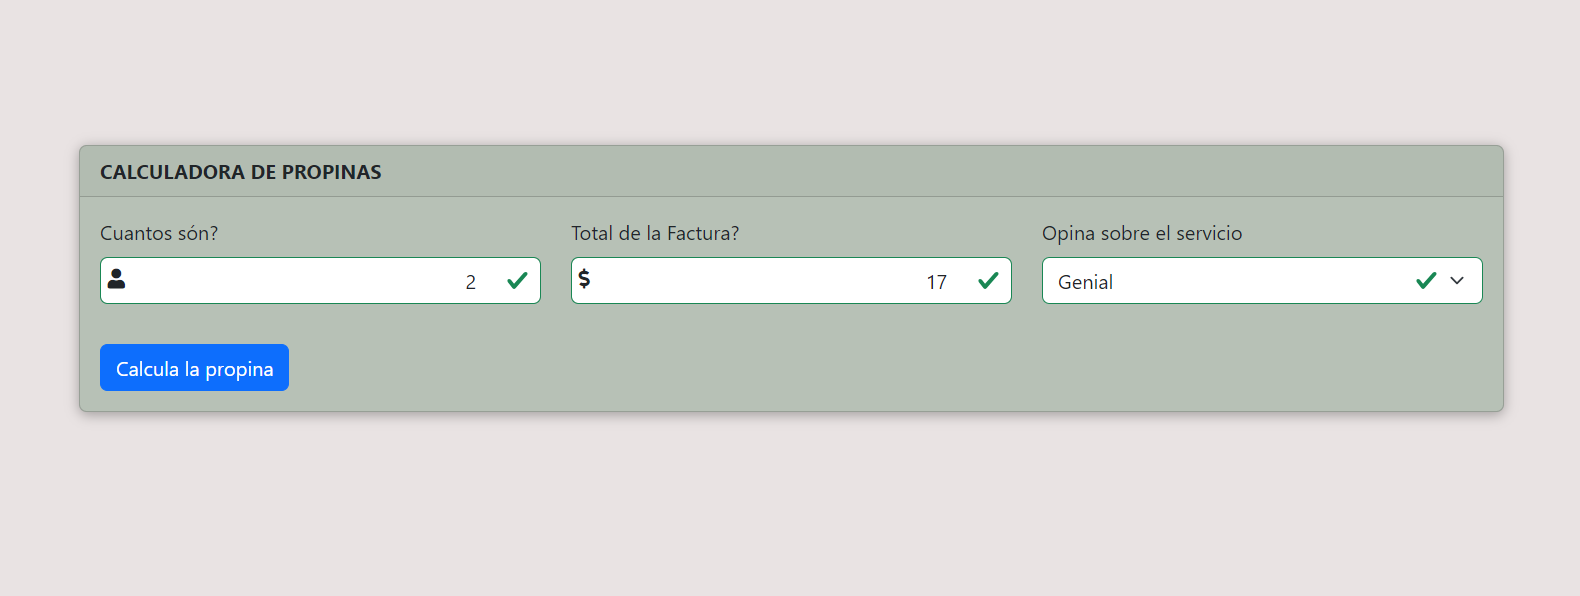 CALCULADORA DE PROPINAS
Cuantos són?
2
Total de la Factura?
$ 17
Opina sobre el servicio
Genial
Calcula la propina